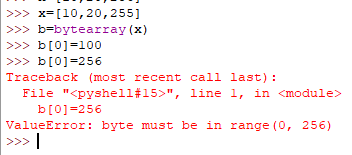 >>> x=[10,20,255]
>>> b=bytearray(x)
>>> b[0]=100
>>> b[0]=256
Traceback (most recent call last):
  File "<pyshell#15>", line 1, in <module>
    b[0]=256
ValueError: byte must be in range(0, 256)
>>>